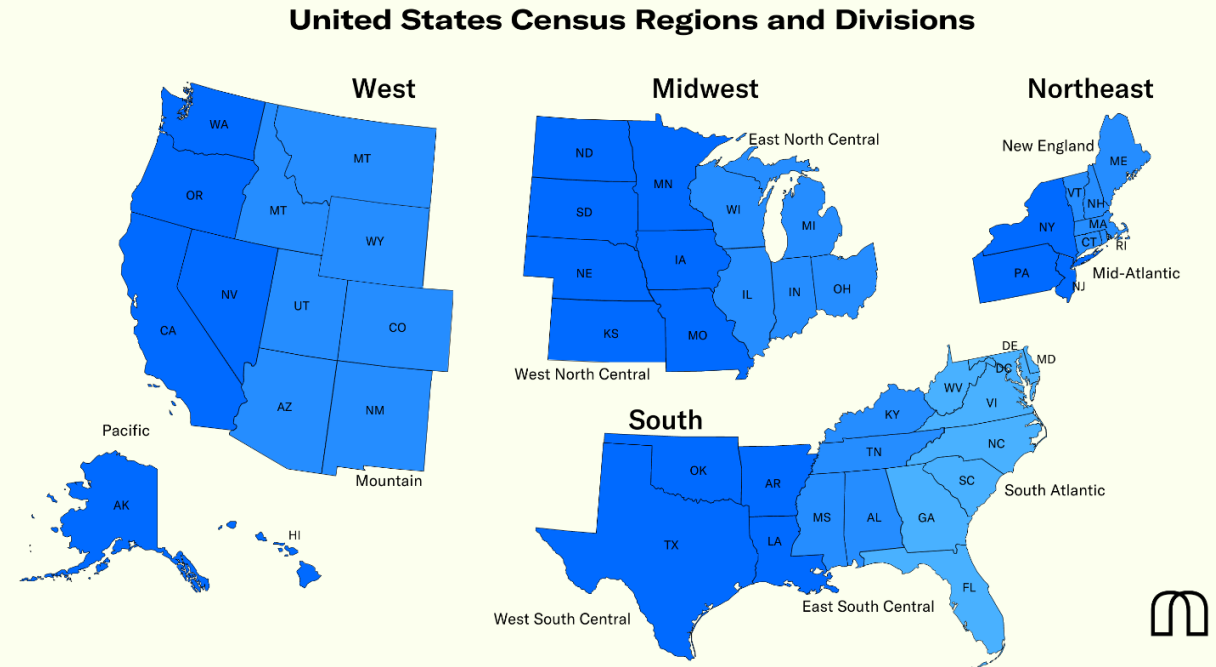 United States Census Regions and Divisions
West
WA
MT
OR
MT
WY
NV
UT
CO
CA
AZ
NM
Pacific
Mountain
AK
HI
Midwest
East North Central
ND
MN
SD
WI
MI
IA
NE
IL
IN
OH
KS
MO
West North Central
Northeast
New England
ME
VT
NH
NY
MA
CT
RI
PA
Mid-Atlantic
NJ
South
DE
MD
DC
WV
VI
KY
NC
TN
OK
SC
AR
South Atlantic
MS
AL
GA
TX
LA
FL
East South Central
West South Central